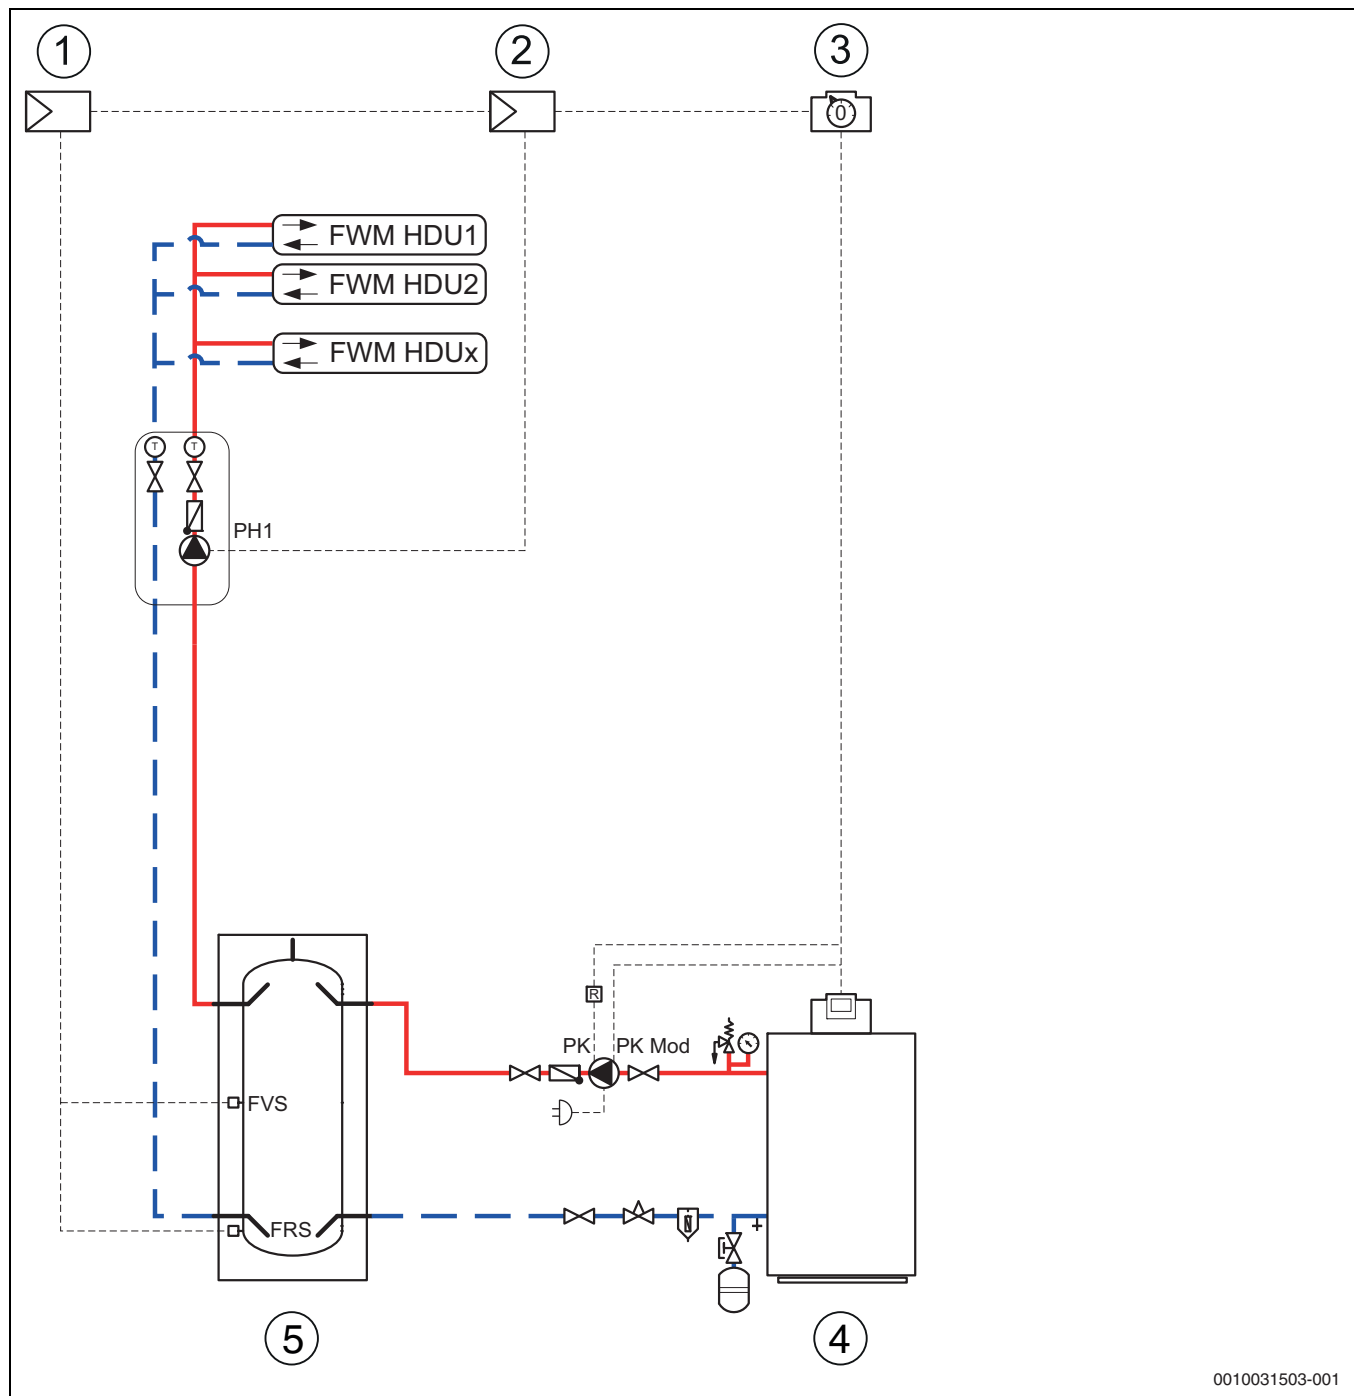 1
2
3
0
FWM HDU1
FWM HDU2
FWM HDUx
T T
PH1
R
PK PK Mod
FVS
FRS
+
5
4
0010031503-001